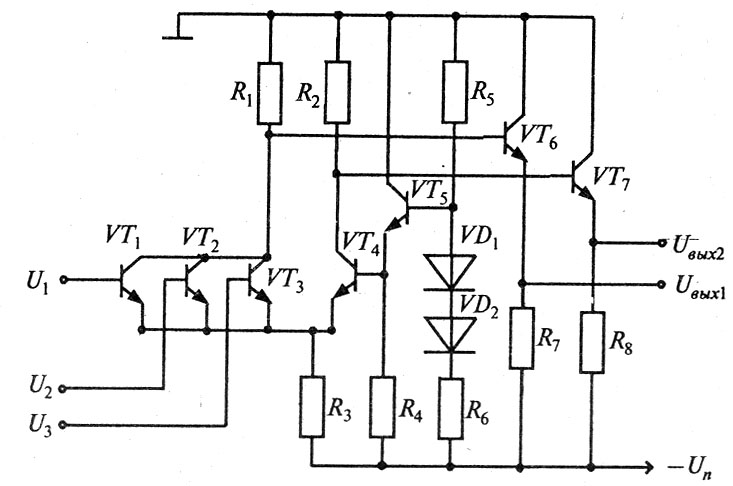 R1 R2 R5
VT6
VT7
VT5
VT1 VT2 VT4 VD1
U1 VT3
Uвых2
Uвых1
VD2
R7 R8
U2
R3 R4 R6
U3
−Uп